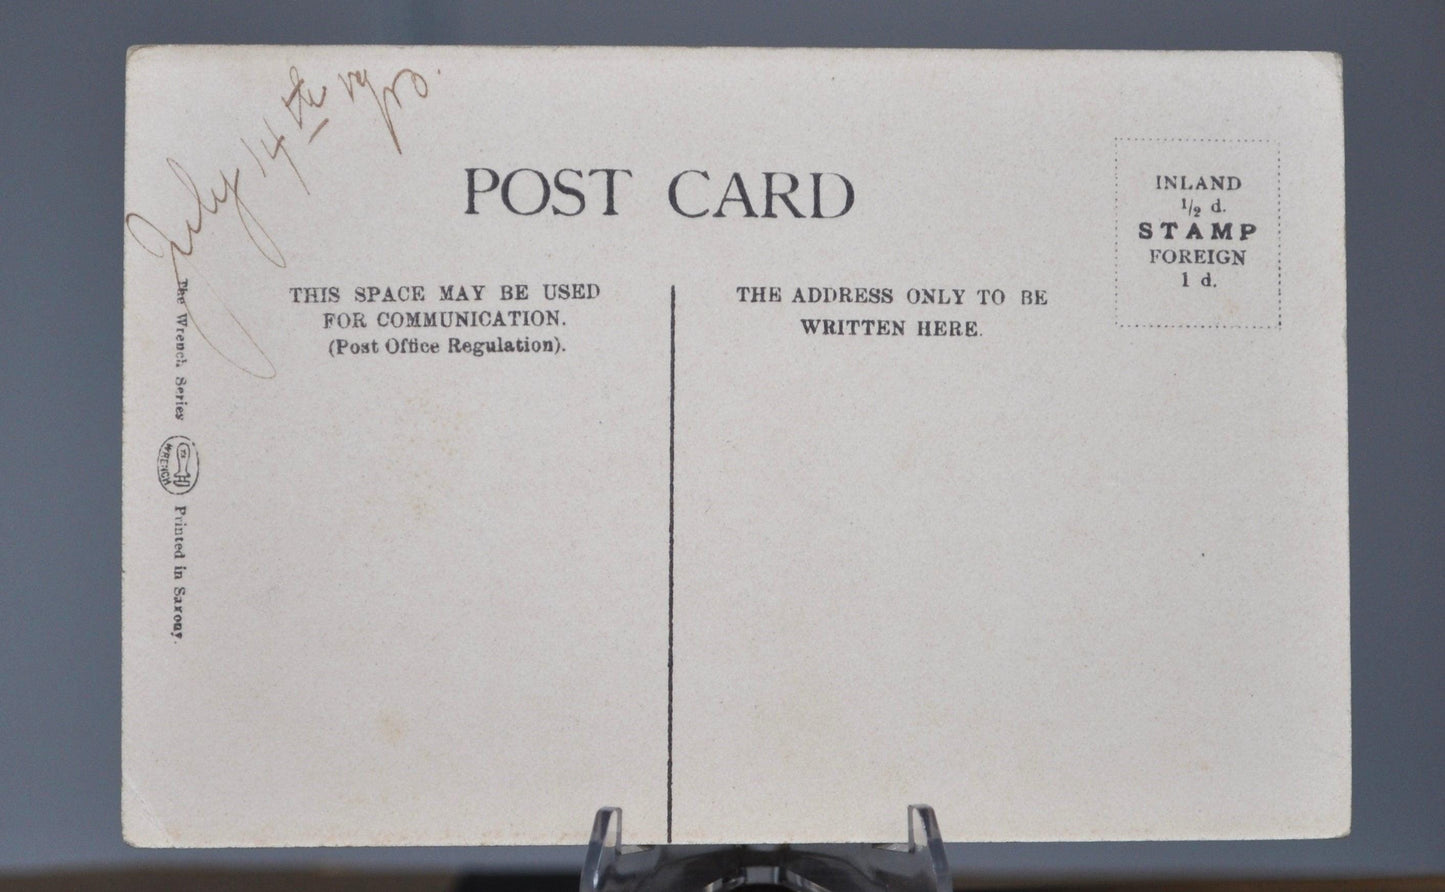 July 14th
POST CARD
INLAND
1/2 d.
STAMP
FOREIGN
1 d.
THIS SPACE MAY BE USED
FOR COMMUNICATION.
(Post Office Regulation).
THE ADDRESS ONLY TO BE
WRITTEN HERE.
The Wrench Series WRENCH Printed in Saxony.